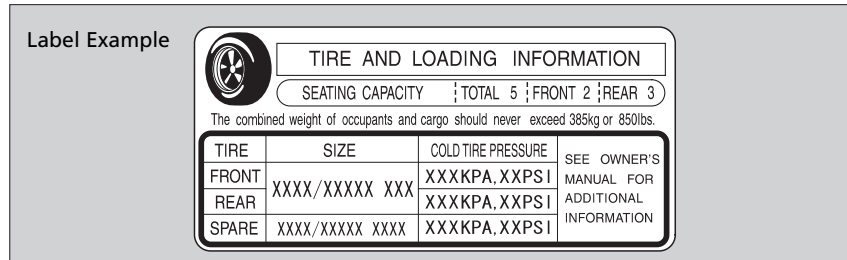 Label Example
TIRE AND LOADING INFORMATION
SEATING CAPACITY TOTAL 5 FRONT 2 REAR 3
The combined weight of occupants and cargo should never exceed 385kg or 850lbs.
TIRE SIZE COLD TIRE PRESSURE SEE OWNER'S MANUAL FOR ADDITIONAL INFORMATION
FRONT XXXX/XXXXX XXX XXXKPA,XXPSI
REAR XXXKPA,XXPSI
SPARE XXXX/XXXXX XXXX XXXKPA,XXPSI